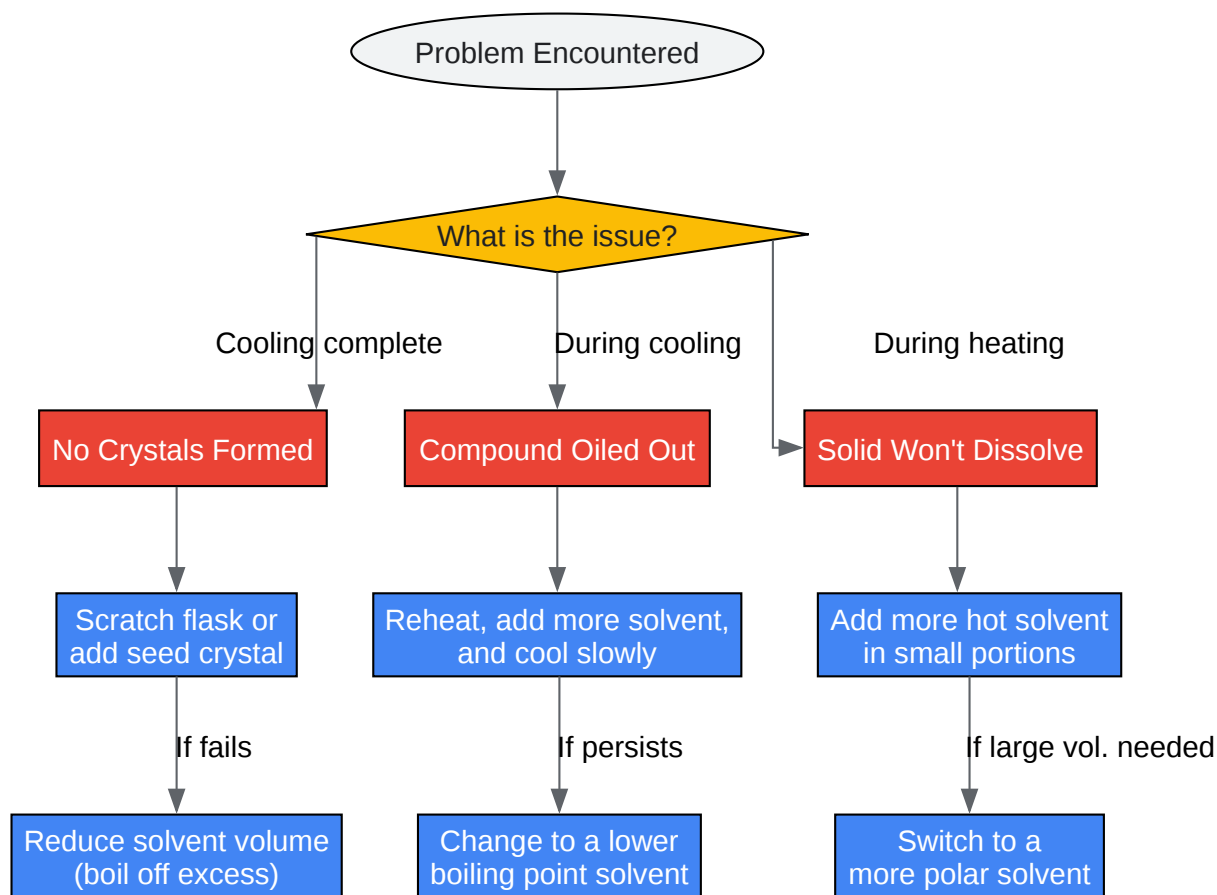 Problem Encountered
What is the issue?
Cooling complete
During cooling
During heating
No Crystals Formed
Compound Oiled Out
Solid Won't Dissolve
Scratch flask or
add seed crystal
Reheat, add more solvent,
and cool slowly
Add more hot solvent
in small portions
If fails
If persists
If large vol. needed
Reduce solvent volume
(boil off excess)
Change to a lower
boiling point solvent
Switch to a
more polar solvent